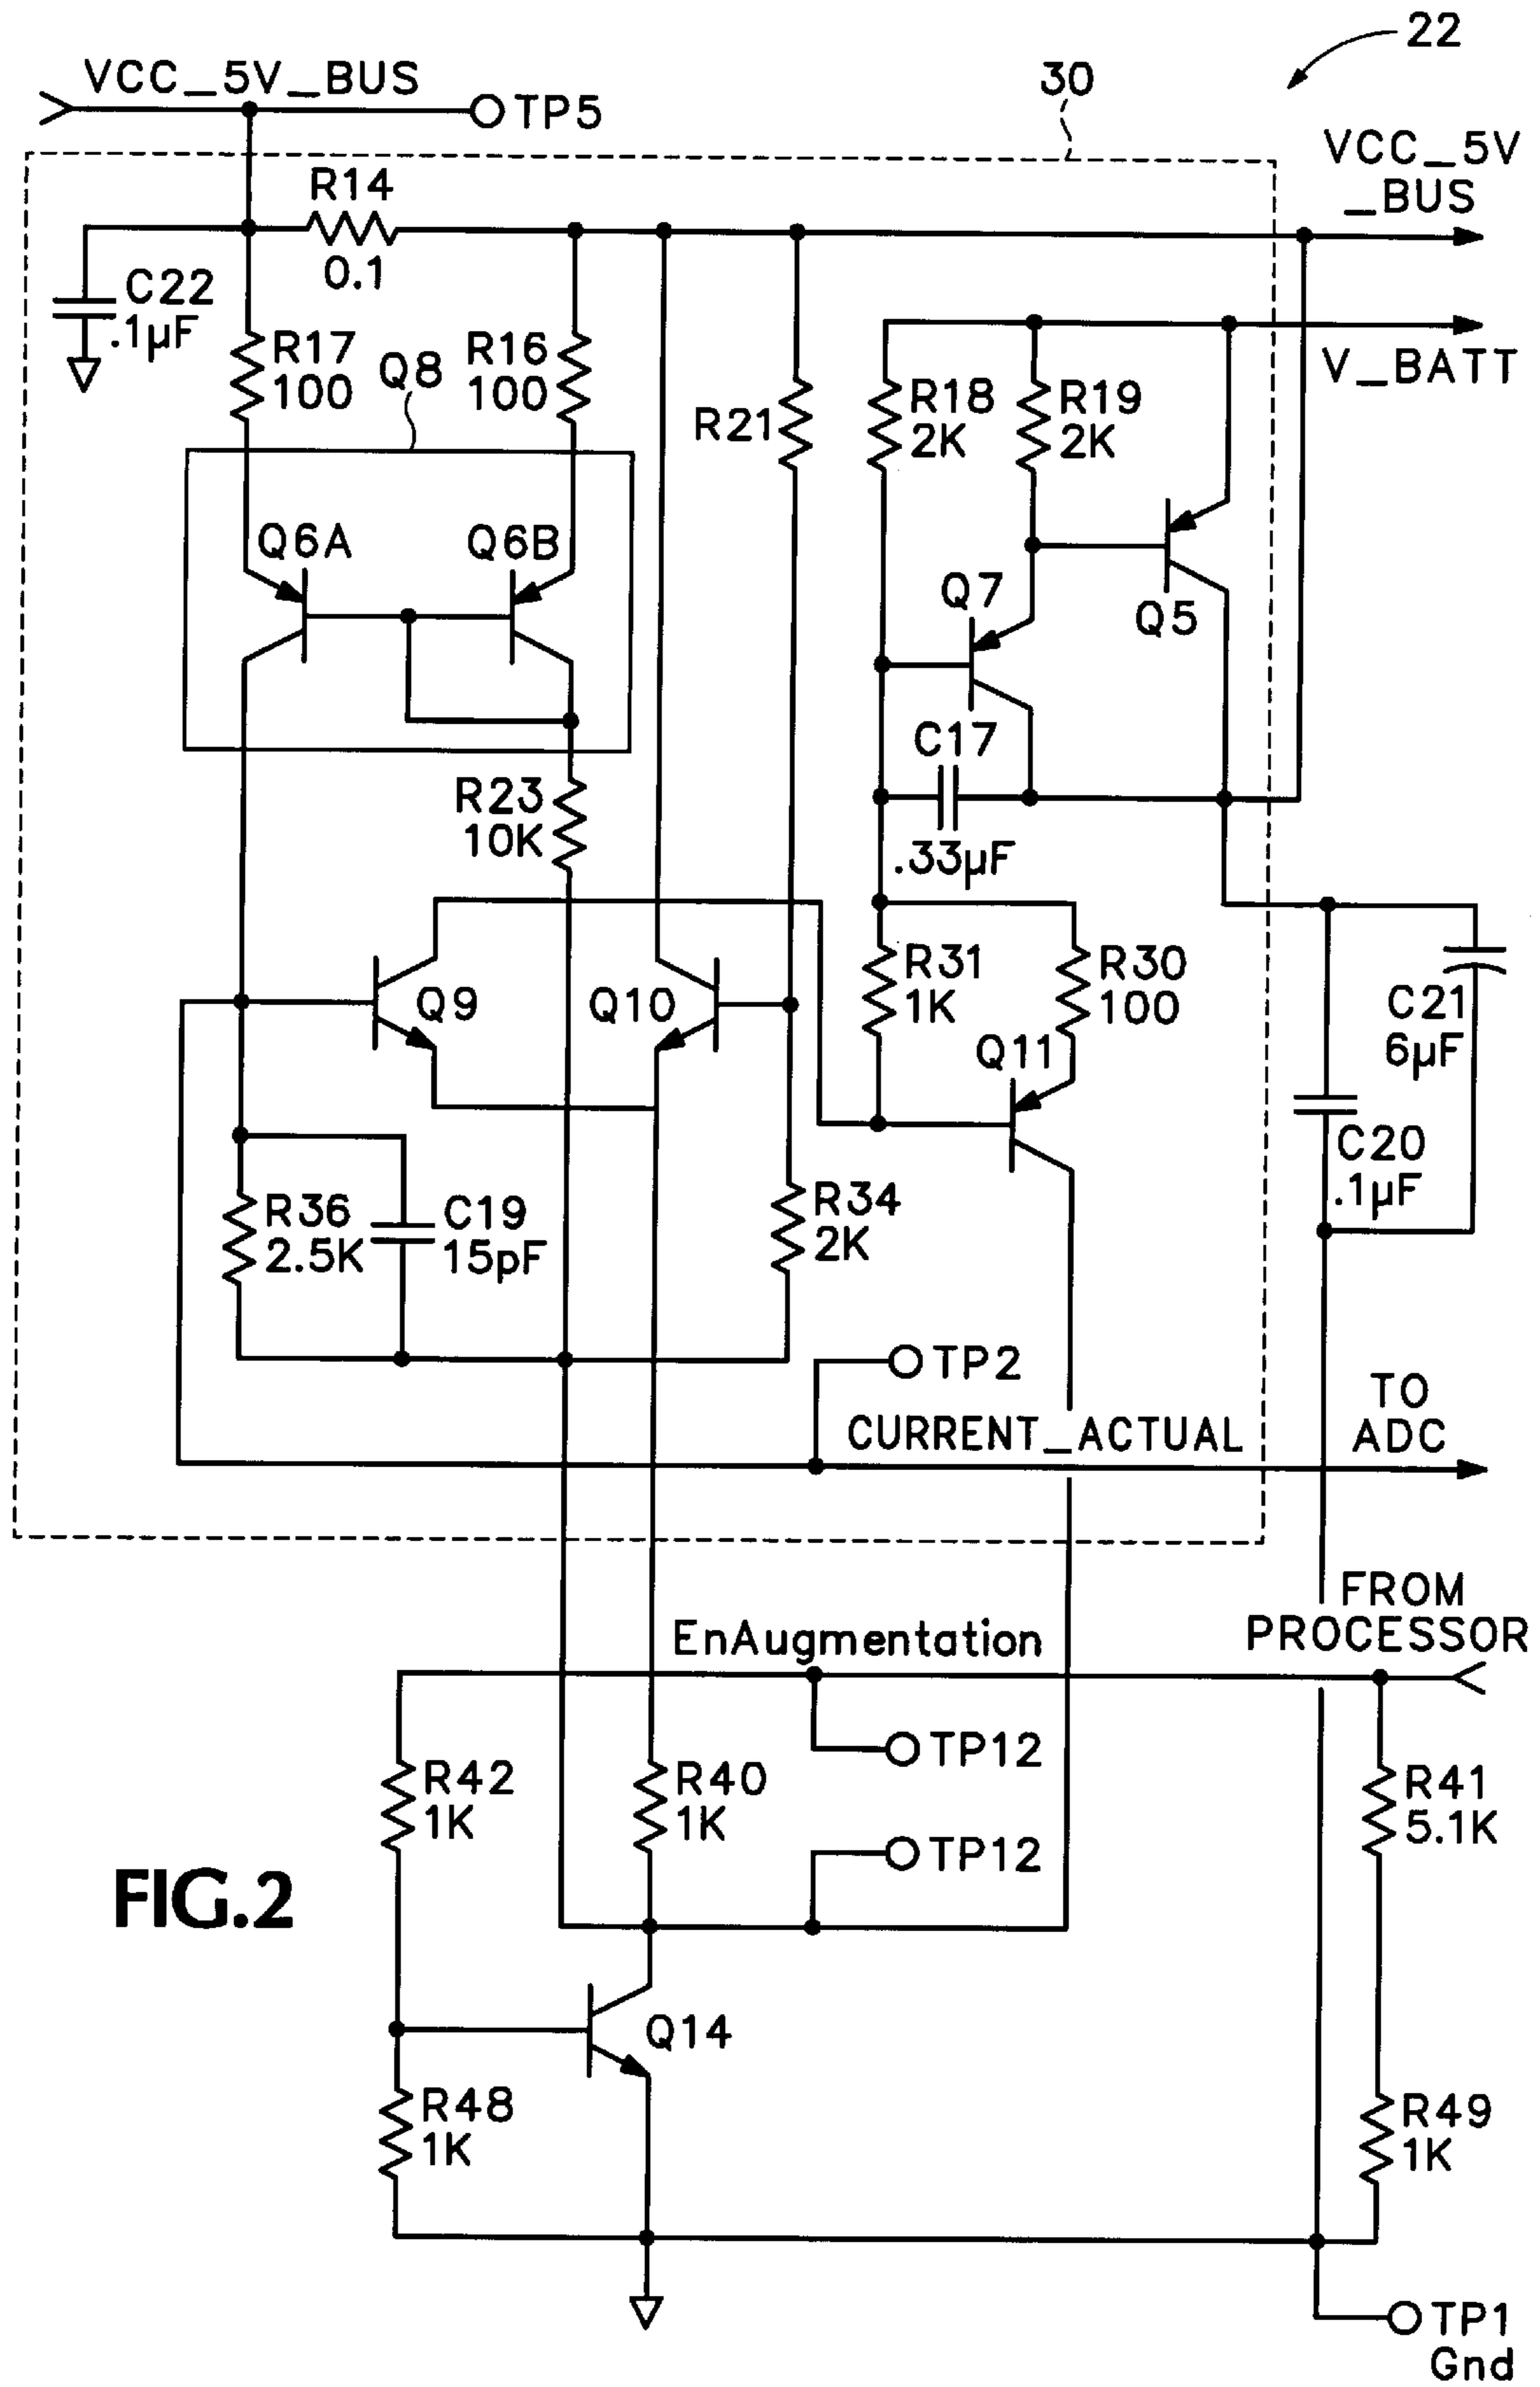 22
VCC_5V_BUS
TP5
30
VCC_5V
_BUS
R14
0.1
C22
.1µF
R17
100
Q8
R16
100
V_BATT
R21
R18
2K
R19
2K
Q6A
Q6B
Q7
Q5
C17
.33µF
R23
10K
Q9
Q10
R31
1K
R30
100
C21
6µF
Q11
C20
.1µF
R36
2.5K
C19
15pF
R34
2K
TP2
CURRENT_ACTUAL
TO
ADC
FROM
PROCESSOR
EnAugmentation
TP12
R42
1K
R40
1K
R41
5.1K
TP12
FIG.2
Q14
R48
1K
R49
1K
TP1
Gnd